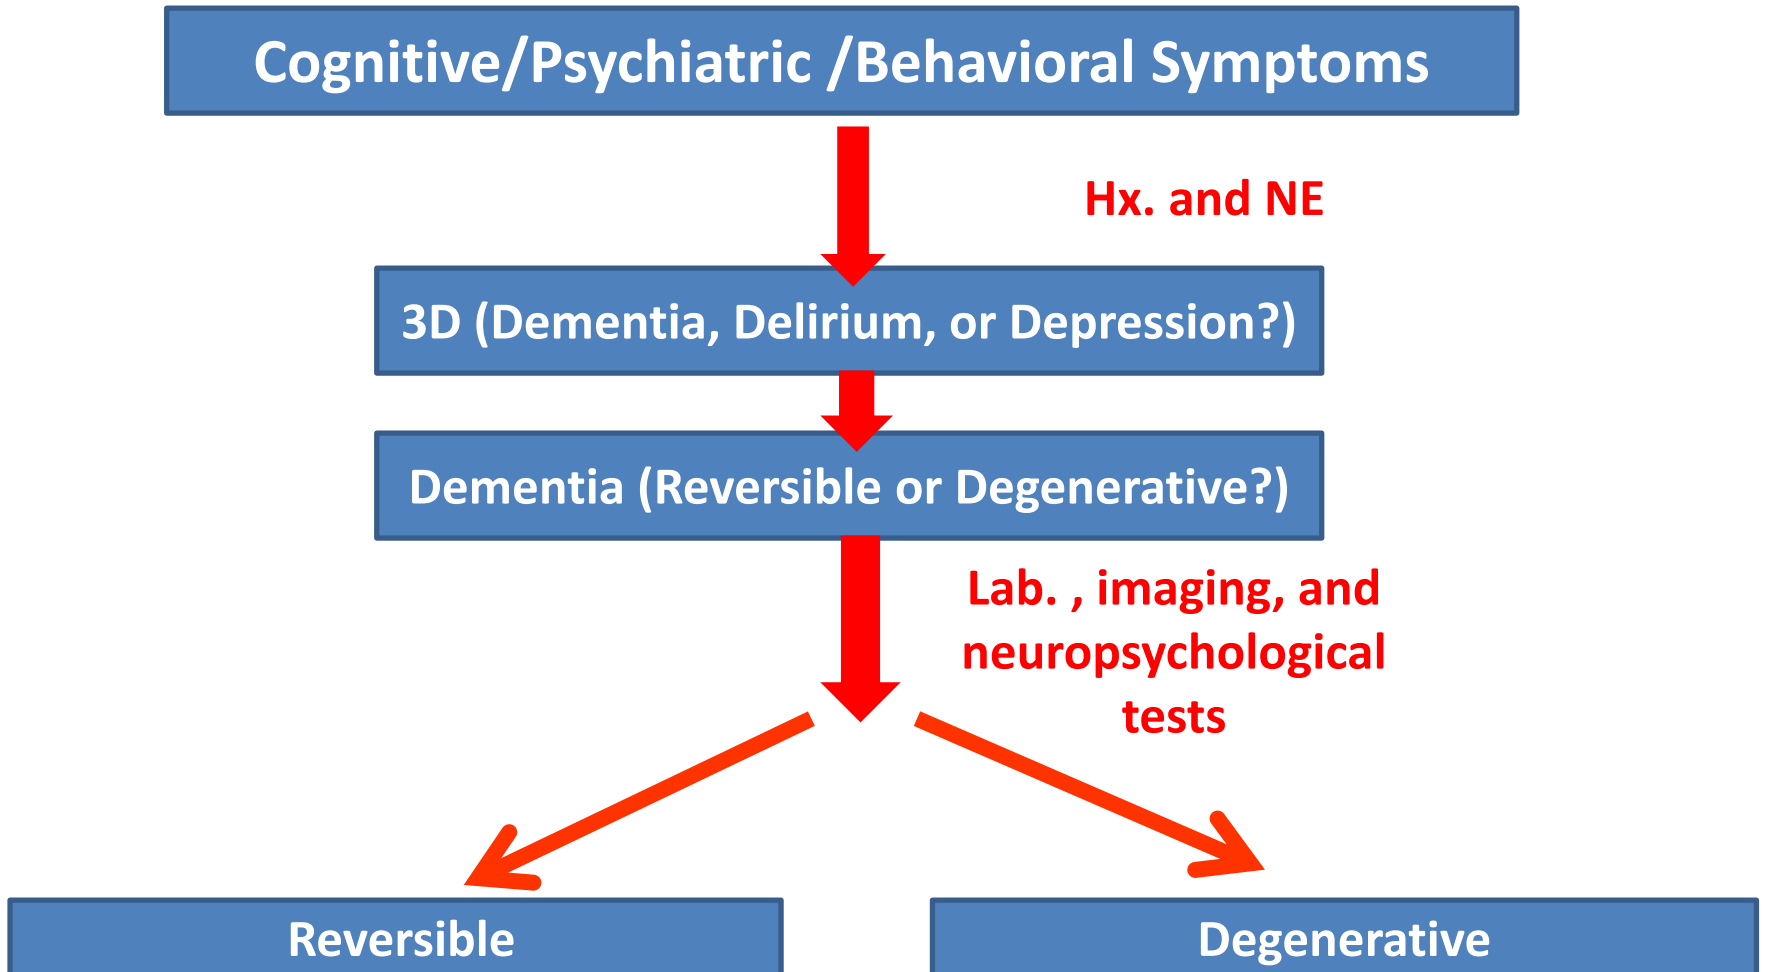 Cognitive/Psychiatric /Behavioral Symptoms
Hx. and NE
3D (Dementia, Delirium, or Depression?)
Dementia (Reversible or Degenerative?)
Lab. , imaging, and
neuropsychological
tests
Reversible
Degenerative